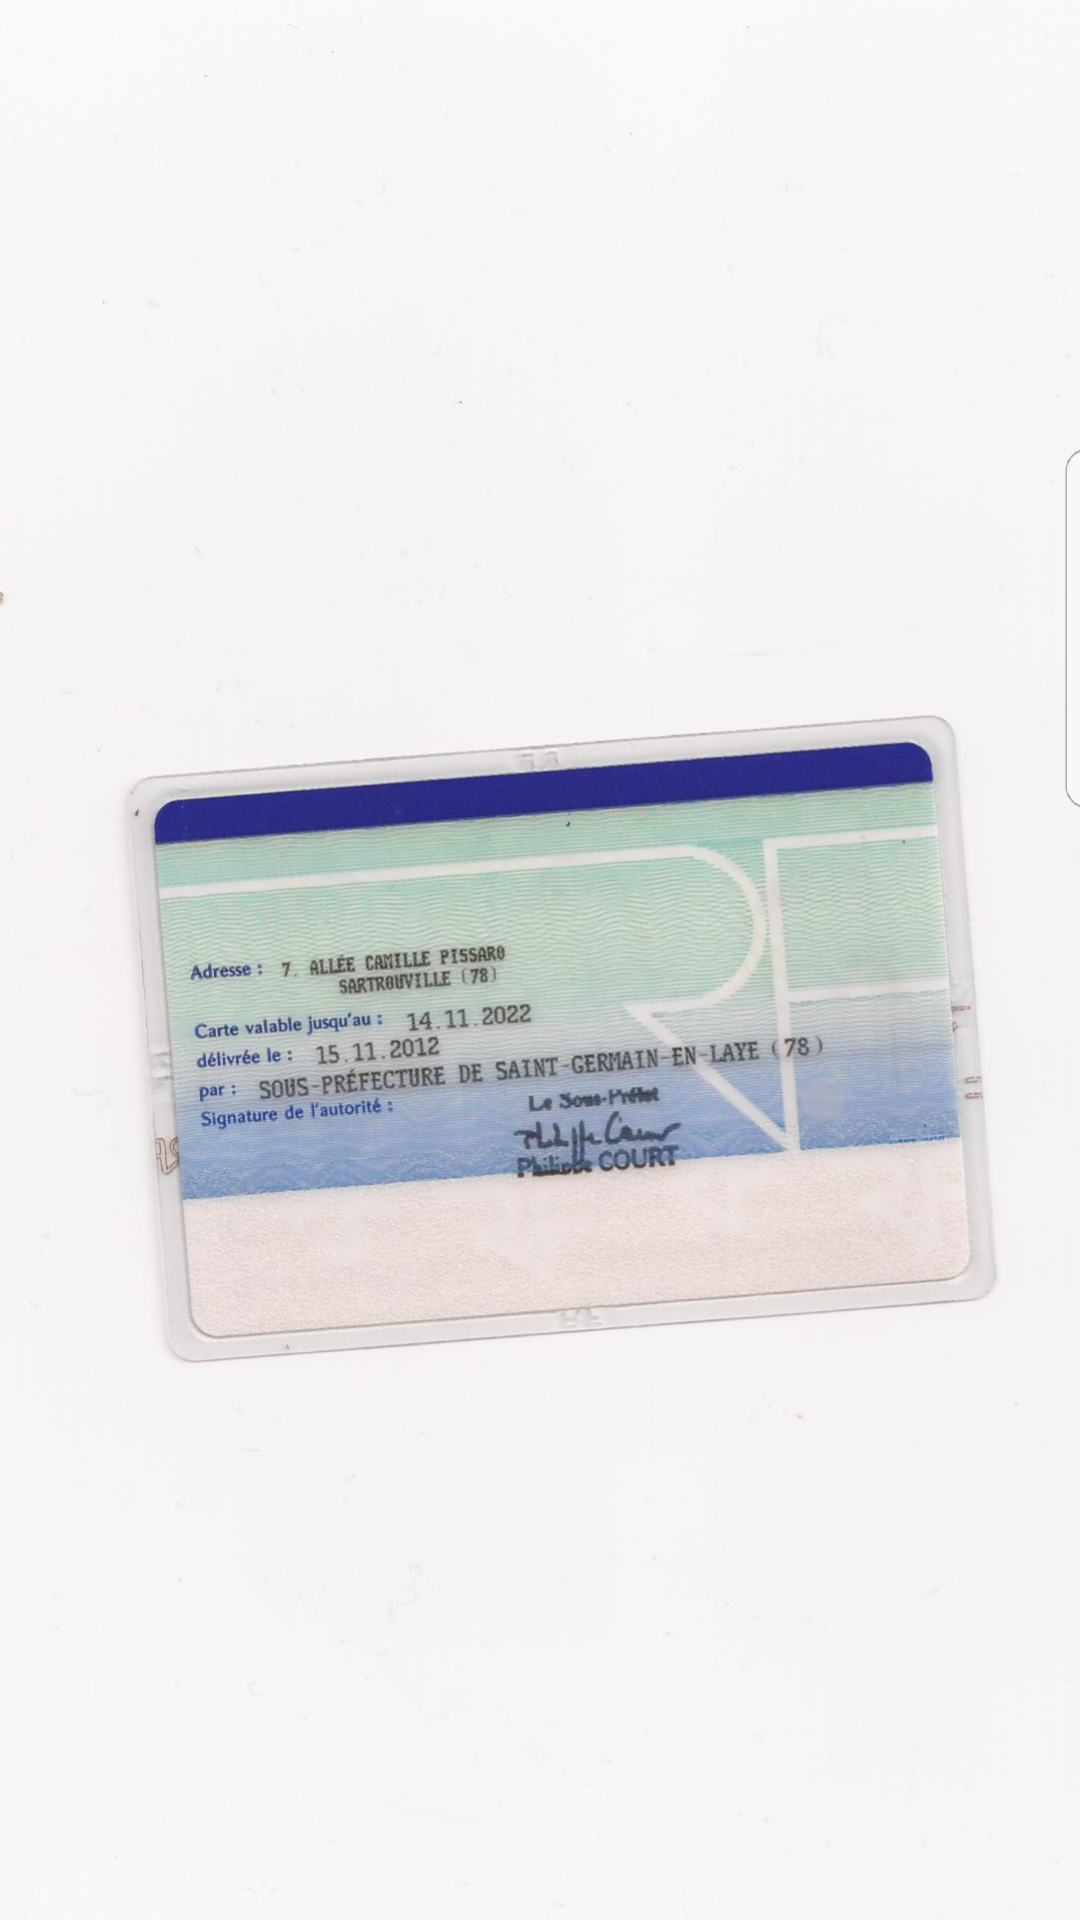 Adresse : 7. ALLÉE CAMILLE PISSARO
SARTROUVILLE (78)
Carte valable jusqu'au : 14.11.2022
délivrée le : 15.11.2012
par : SOUS-PRÉFECTURE DE SAINT-GERMAIN-EN-LAYE (78)
Signature de l'autorité :
Le Sous-Préfet
Philippe COURT